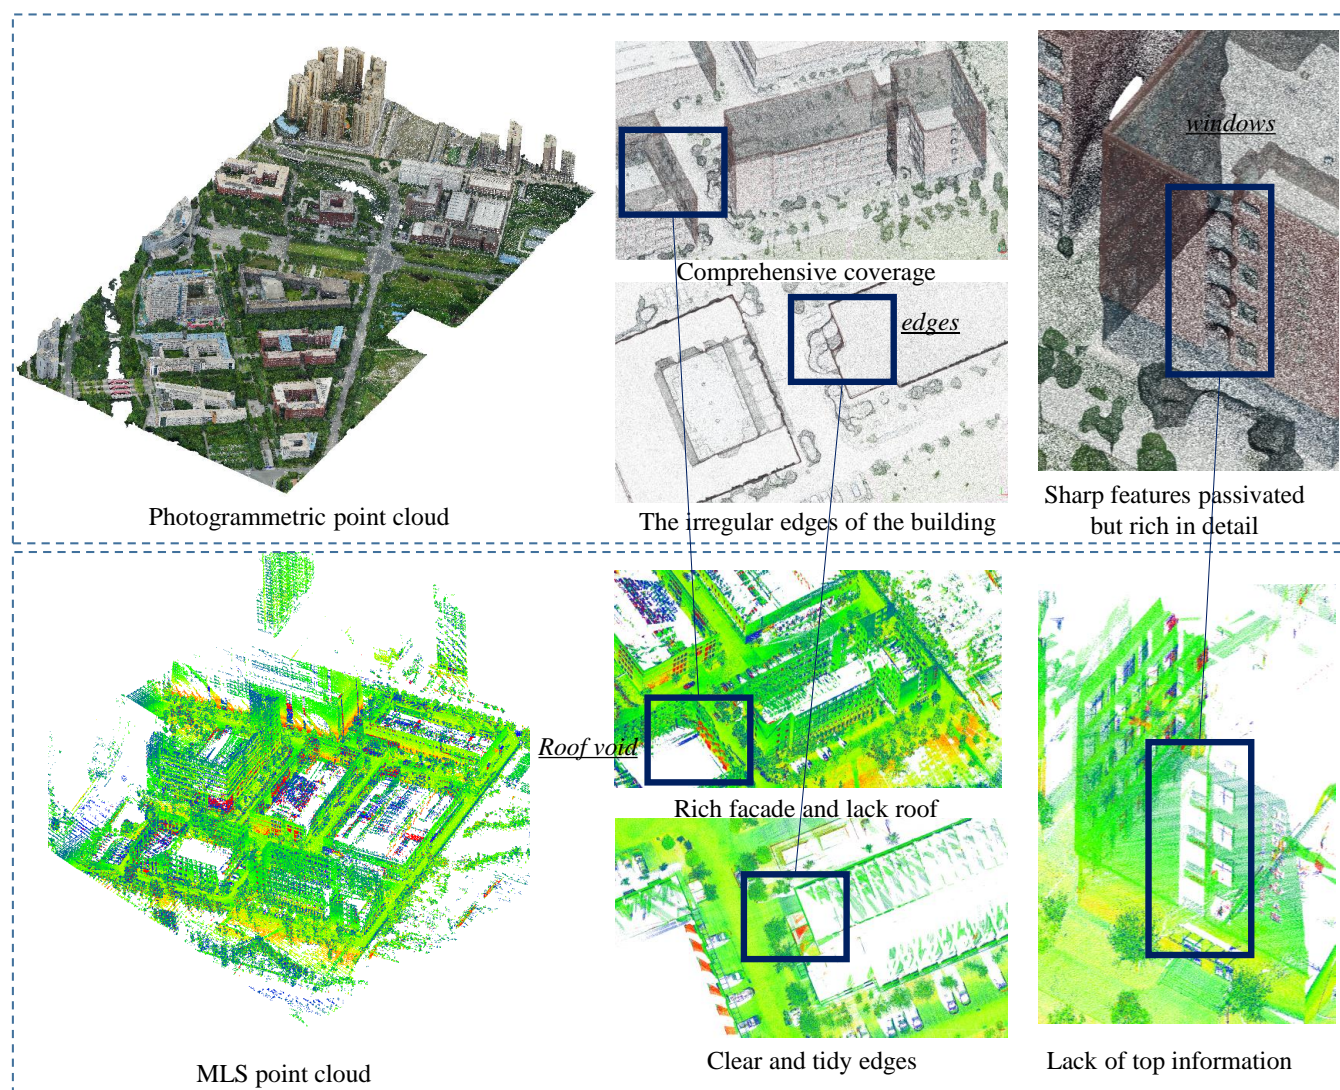 windows
Comprehensive coverage
edges
Photogrammetric point cloud
The irregular edges of the building
Sharp features passivated
but rich in detail
Roof void
Rich facade and lack roof
MLS point cloud
Clear and tidy edges
Lack of top information